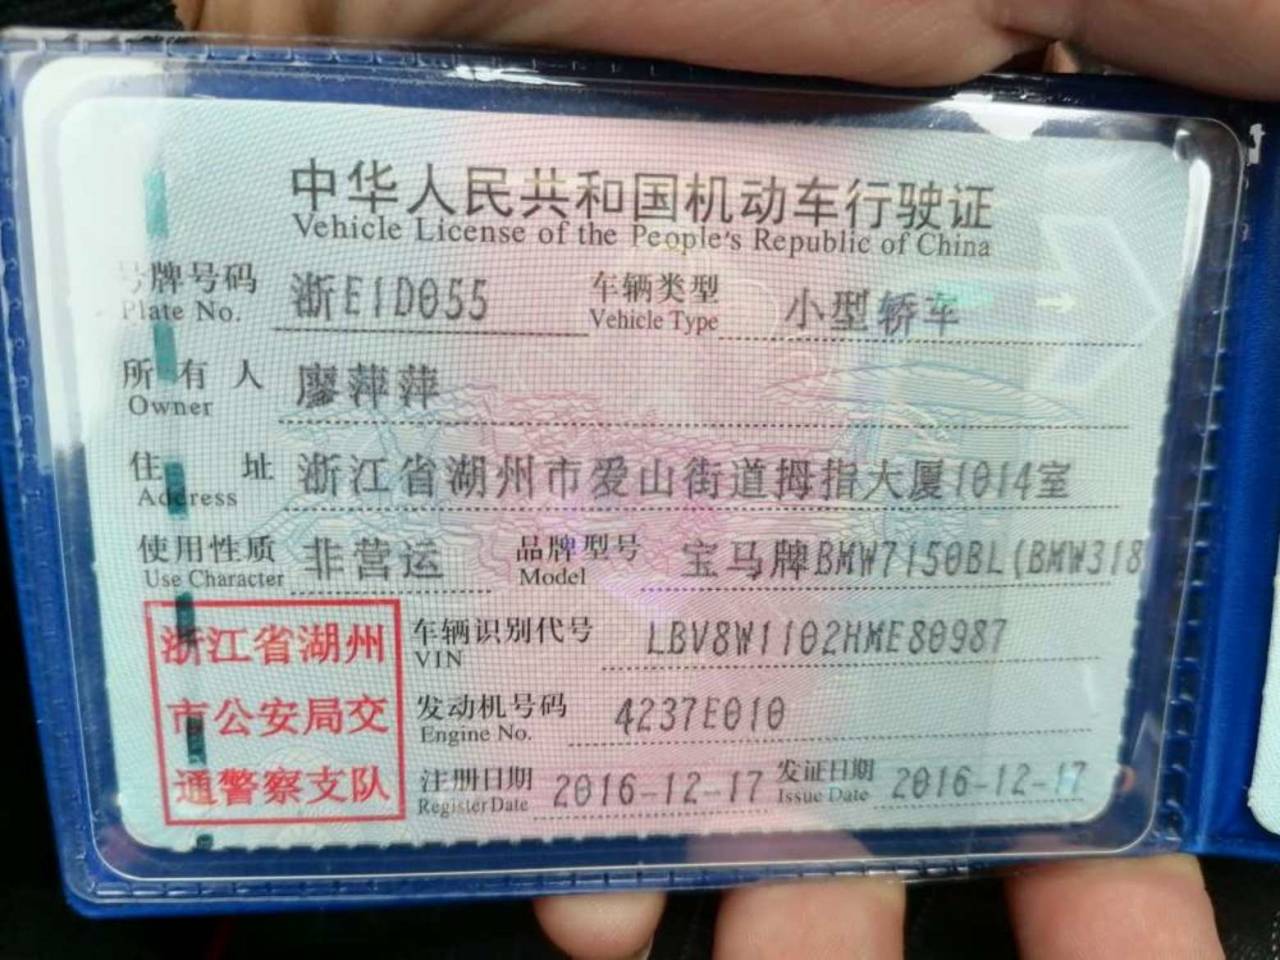 中华人民共和国机动车行驶证
Vehicle License of the People's Republic of China
号牌号码 浙E1D055 车辆类型 小型轿车
Plate No. Vehicle Type
所有人 廖萍萍
Owner
住址 浙江省湖州市爱山街道拇指大厦1014室
Address
使用性质 非营运 品牌型号 宝马牌BMW7150BL(BMW318
Use Character Model
浙江省湖州
市公安局交
通警察支队
车辆识别代号 LBV8W1102HME80987
VIN
发动机号码 4237E010
Engine No.
注册日期 2016-12-17 发证日期 2016-12-17
Register Date Issue Date